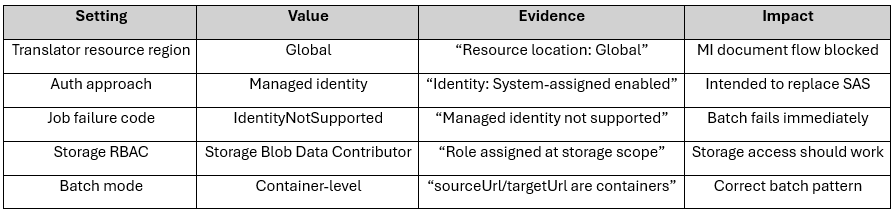 Setting Value Evidence Impact
Translator resource region Global “Resource location: Global” MI document flow blocked
Auth approach Managed identity “Identity: System-assigned enabled” Intended to replace SAS
Job failure code IdentityNotSupported “Managed identity not supported” Batch fails immediately
Storage RBAC Storage Blob Data Contributor “Role assigned at storage scope” Storage access should work
Batch mode Container-level “sourceUrl/targetUrl are containers” Correct batch pattern